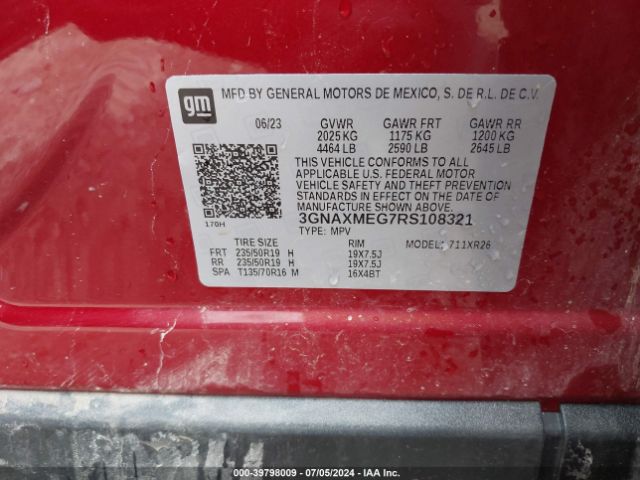 gm
MFD BY GENERAL MOTORS DE MEXICO, S. DE R.L. DE C.V.
06/23 GVWR GAWR FRT GAWR RR
2025 KG 1175 KG 1200 KG
4464 LB 2590 LB 2645 LB
THIS VEHICLE CONFORMS TO ALL
APPLICABLE U.S. FEDERAL MOTOR
VEHICLE SAFETY AND THEFT PREVENTION
STANDARDS IN EFFECT ON THE DATE OF
MANUFACTURE SHOWN ABOVE.
170H 3GNAXMEG7RS108321
TYPE: MPV
TIRE SIZE RIM MODEL: 711XR26
FRT 235/50R19 H 19X7.5J
RR 235/50R19 H 19X7.5J
SPA T135/70R16 M 16X4BT
000-39798009 - 07/05/2024 - IAA Inc.